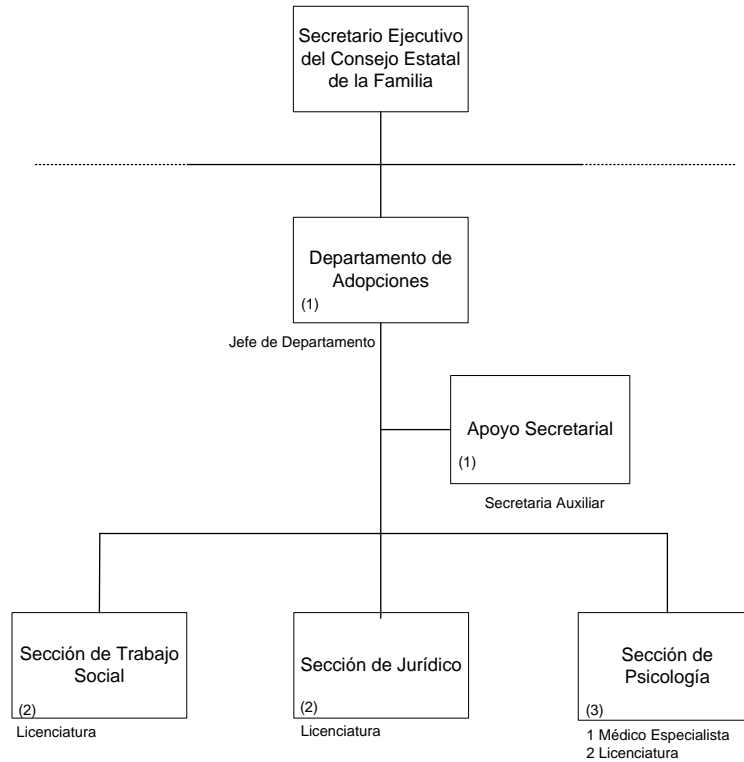 Secretario Ejecutivo
del Consejo Estatal
de la Familia
Departamento de
Adopciones
(1)
Jefe de Departamento
Apoyo Secretarial
(1)
Secretaria Auxiliar
Sección de Trabajo
Social
(2)
Licenciatura
Sección de Jurídico
(2)
Licenciatura
Sección de
Psicología
(3)
1 Médico Especialista
2 Licenciatura